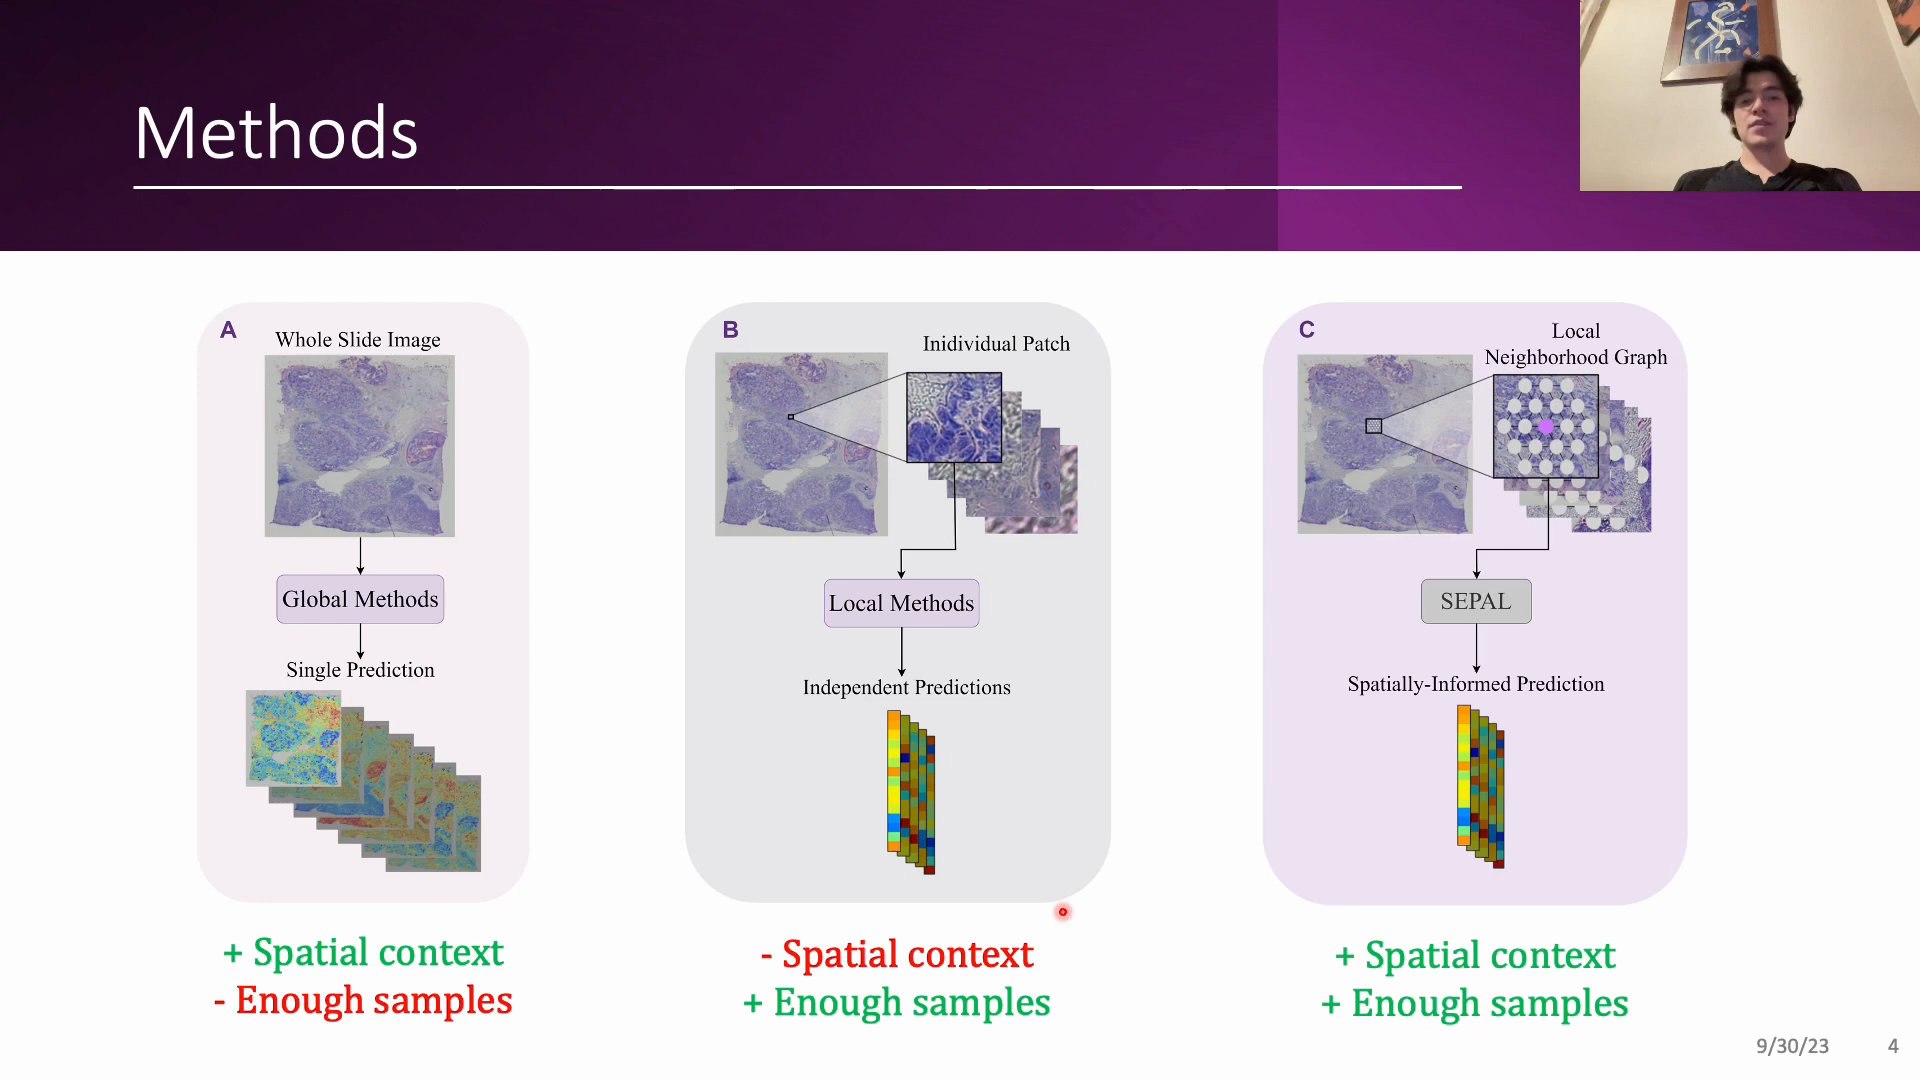 Methods
A
Whole Slide Image
Global Methods
Single Prediction
+ Spatial context
- Enough samples
B
Inidividual Patch
Local Methods
Independent Predictions
- Spatial context
+ Enough samples
C
Local
Neighborhood Graph
SEPAL
Spatially-Informed Prediction
+ Spatial context
+ Enough samples
9/30/23
4